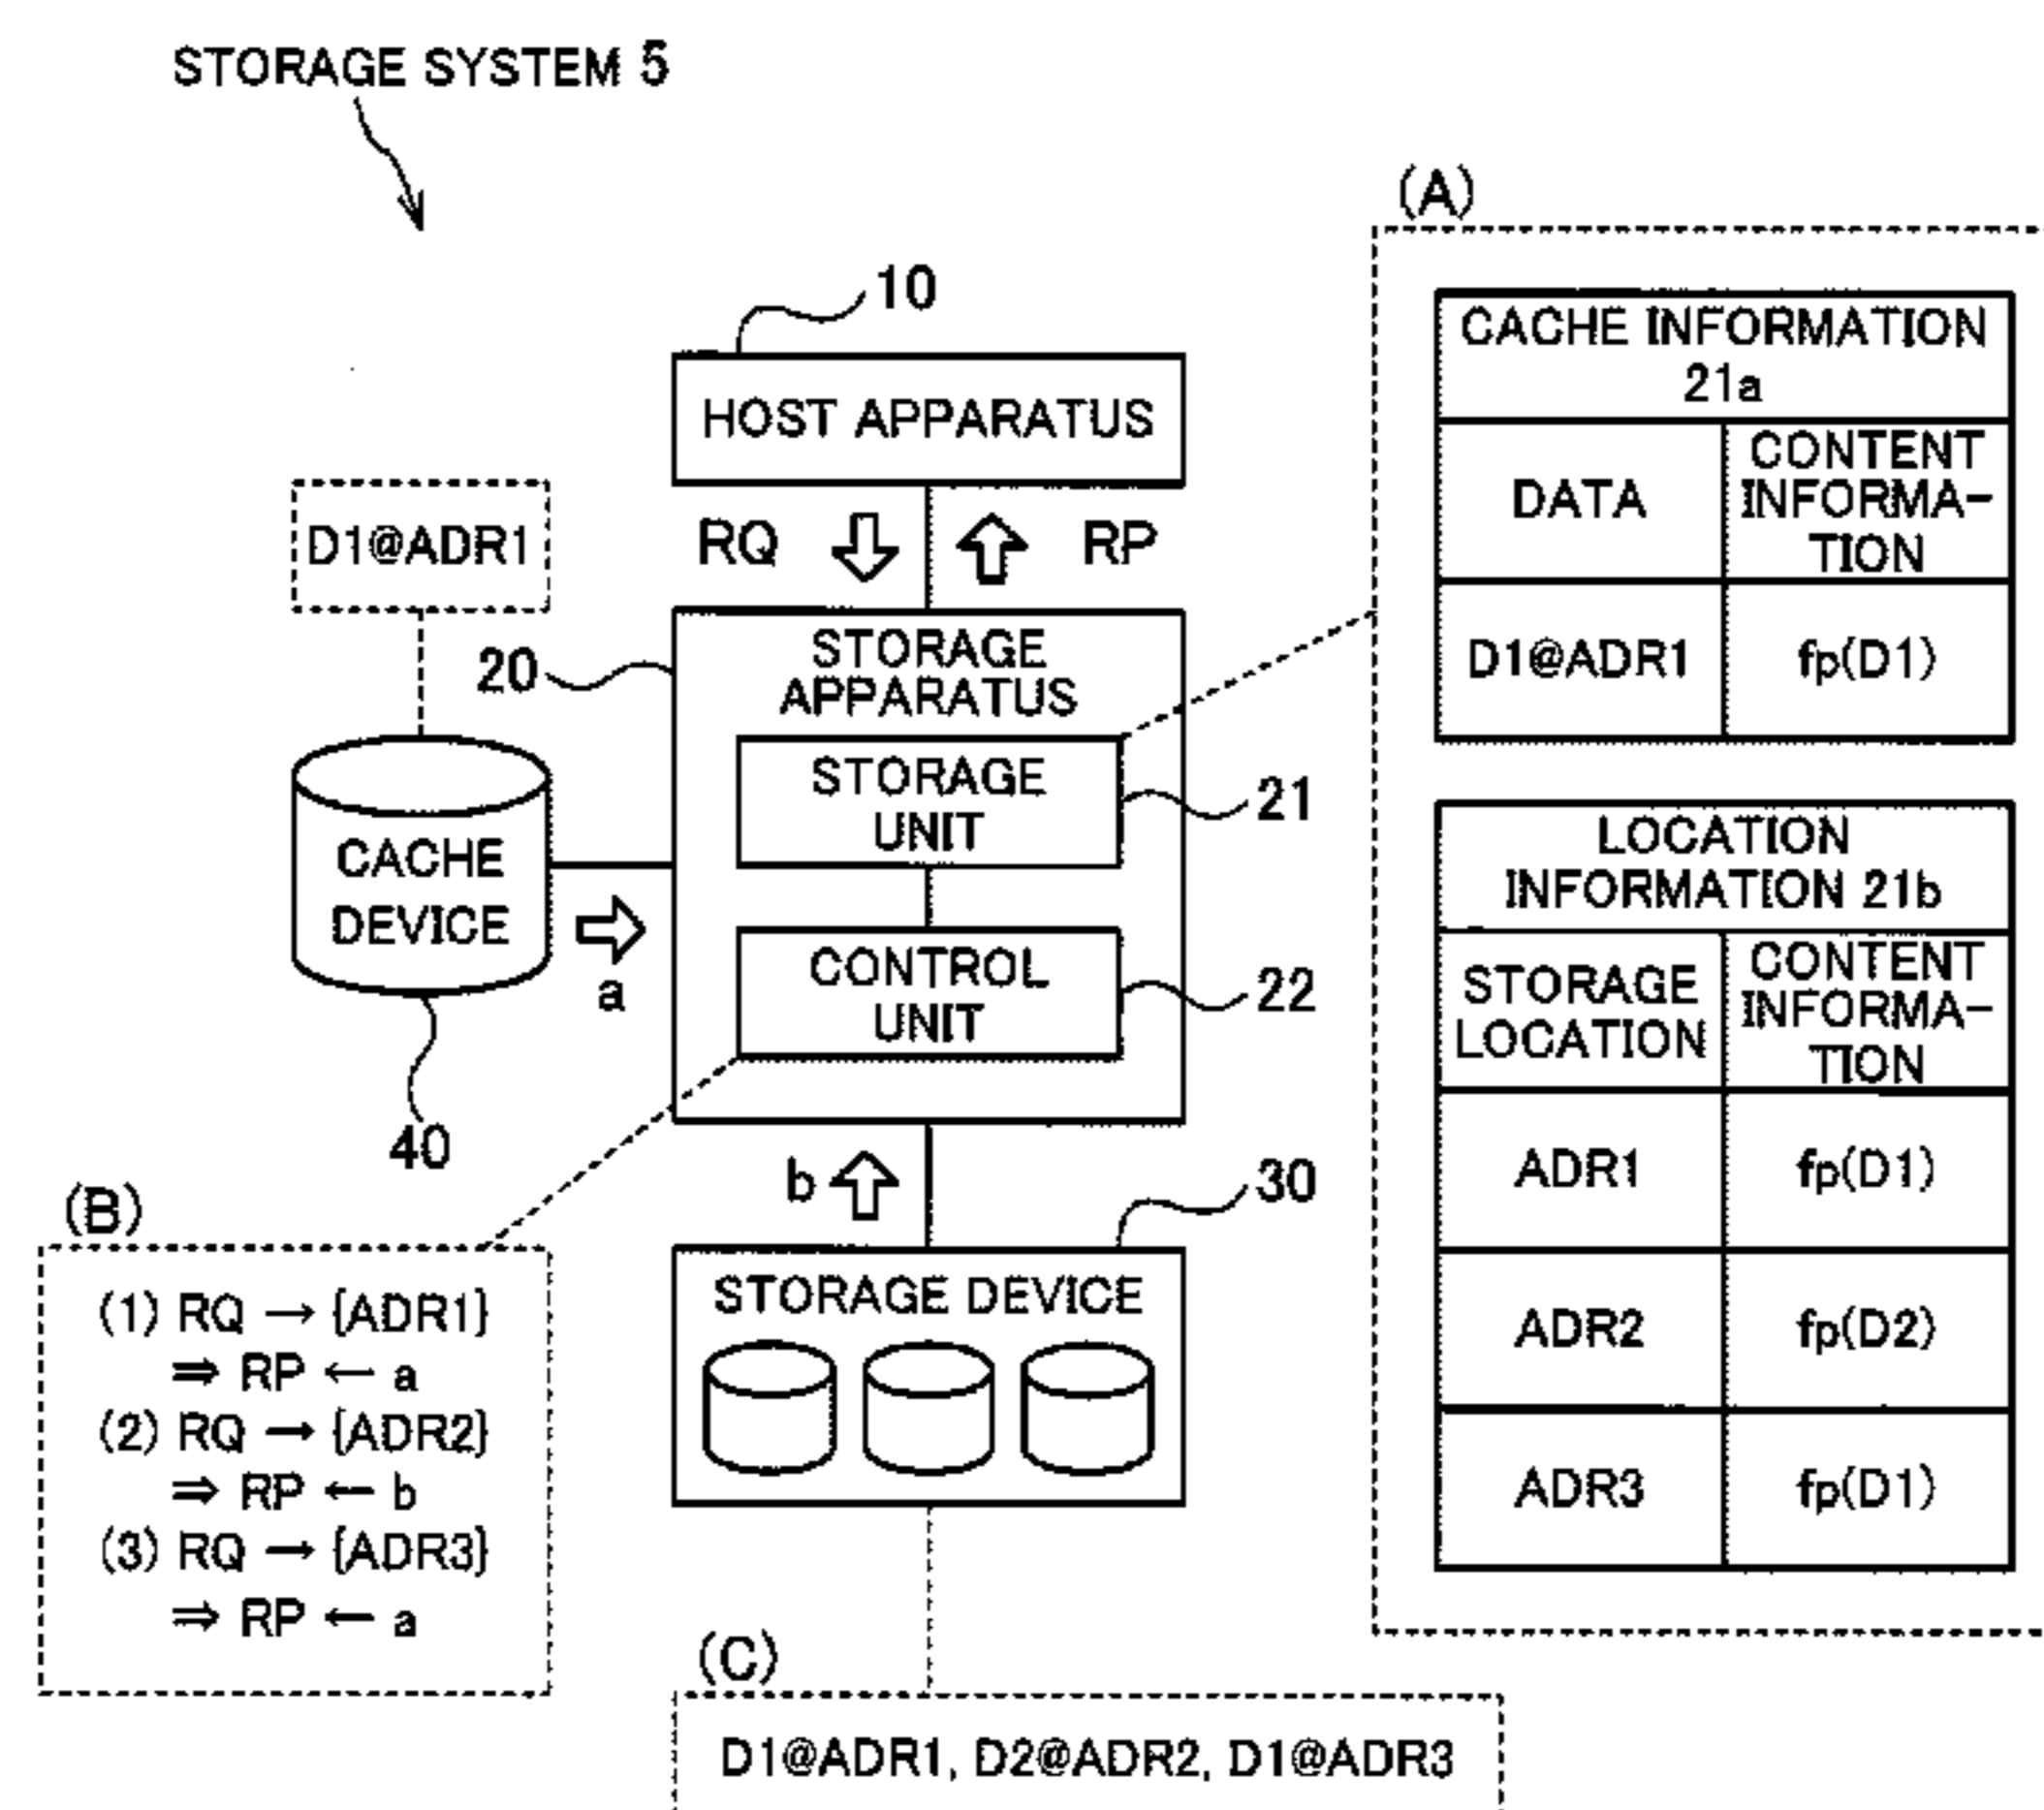 STORAGE SYSTEM 5
10
HOST APPARATUS
D1@ADR1
RQ
RP
20
STORAGE
APPARATUS
STORAGE
UNIT
21
CACHE
DEVICE
a
40
CONTROL
UNIT
22
b
30
STORAGE DEVICE
(A)
CACHE INFORMATION
21a
DATA
CONTENT
INFORMA-
TION
D1@ADR1
fp(D1)
LOCATION
INFORMATION 21b
STORAGE
LOCATION
CONTENT
INFORMA-
TION
ADR1
fp(D1)
ADR2
fp(D2)
ADR3
fp(D1)
(B)
(1) RQ → {ADR1}
⇒ RP ← a
(2) RQ → {ADR2}
⇒ RP ← b
(3) RQ → {ADR3}
⇒ RP ← a
(C)
D1@ADR1, D2@ADR2, D1@ADR3